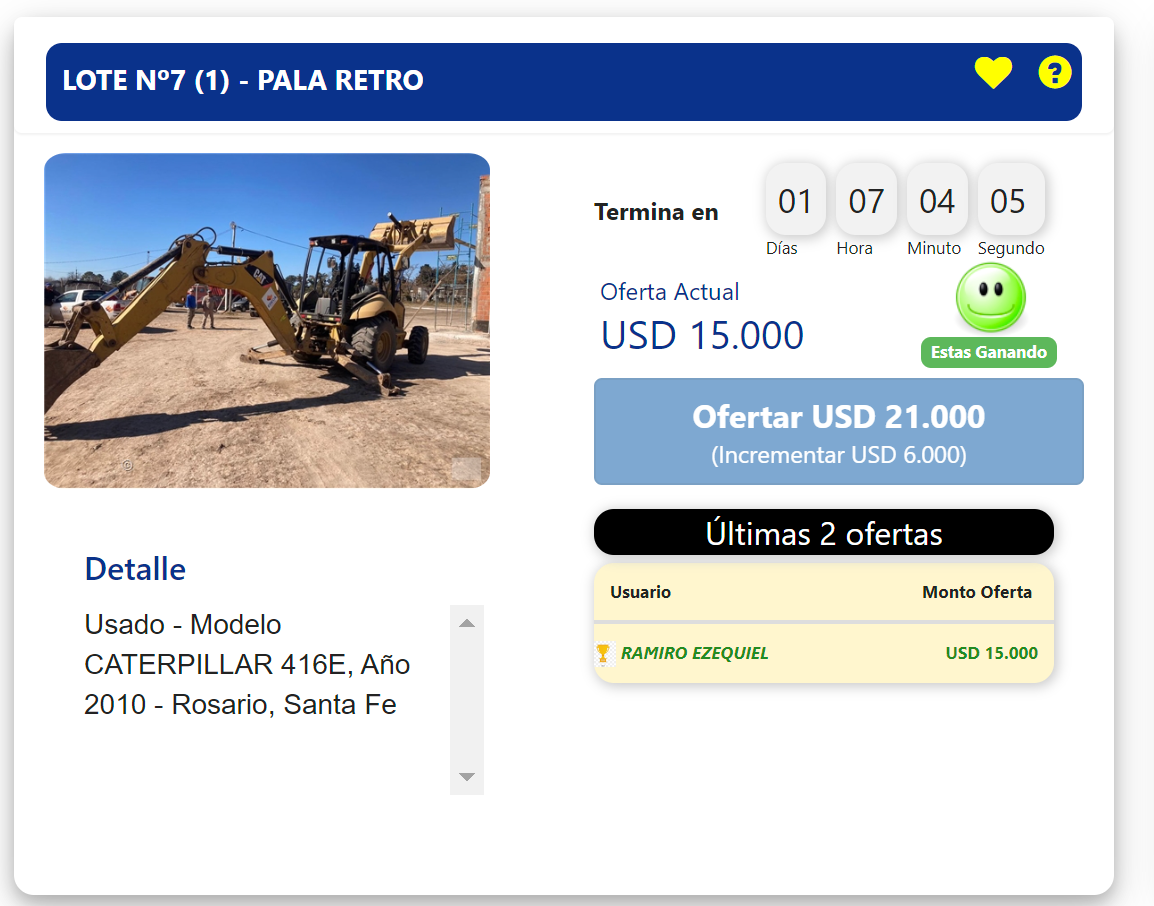 LOTE Nº7 (1) - PALA RETRO
?
CAT
©
Termina en
01 07 04 05
Días Hora Minuto Segundo
Oferta Actual
USD 15.000
Estas Ganando
Ofertar USD 21.000
(Incrementar USD 6.000)
Últimas 2 ofertas
Usuario Monto Oferta
RAMIRO EZEQUIEL USD 15.000
Detalle
Usado - Modelo
CATERPILLAR 416E, Año
2010 - Rosario, Santa Fe